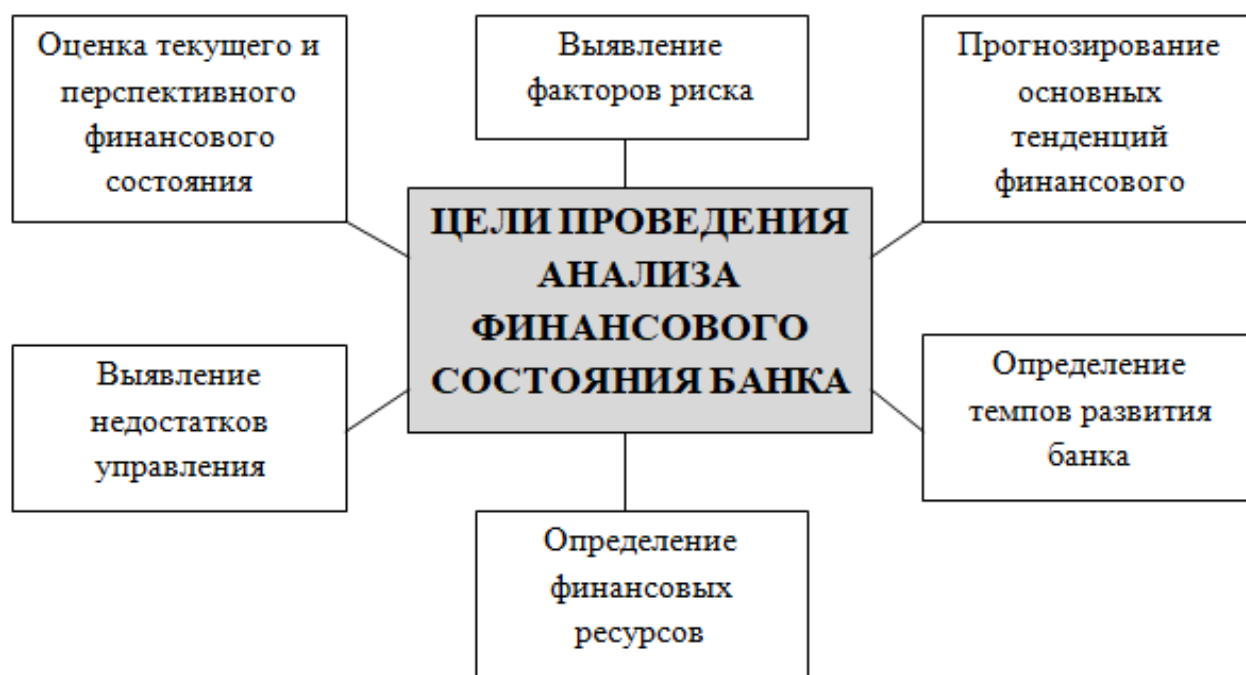 Оценка текущего и
перспективного
финансового
состояния
Выявление
факторов риска
Прогнозирование
основных
тенденций
финансового
ЦЕЛИ ПРОВЕДЕНИЯ
АНАЛИЗА
ФИНАНСОВОГО
СОСТОЯНИЯ БАНКА
Выявление
недостатков
управления
Определение
финансовых
ресурсов
Определение
темпов развития
банка